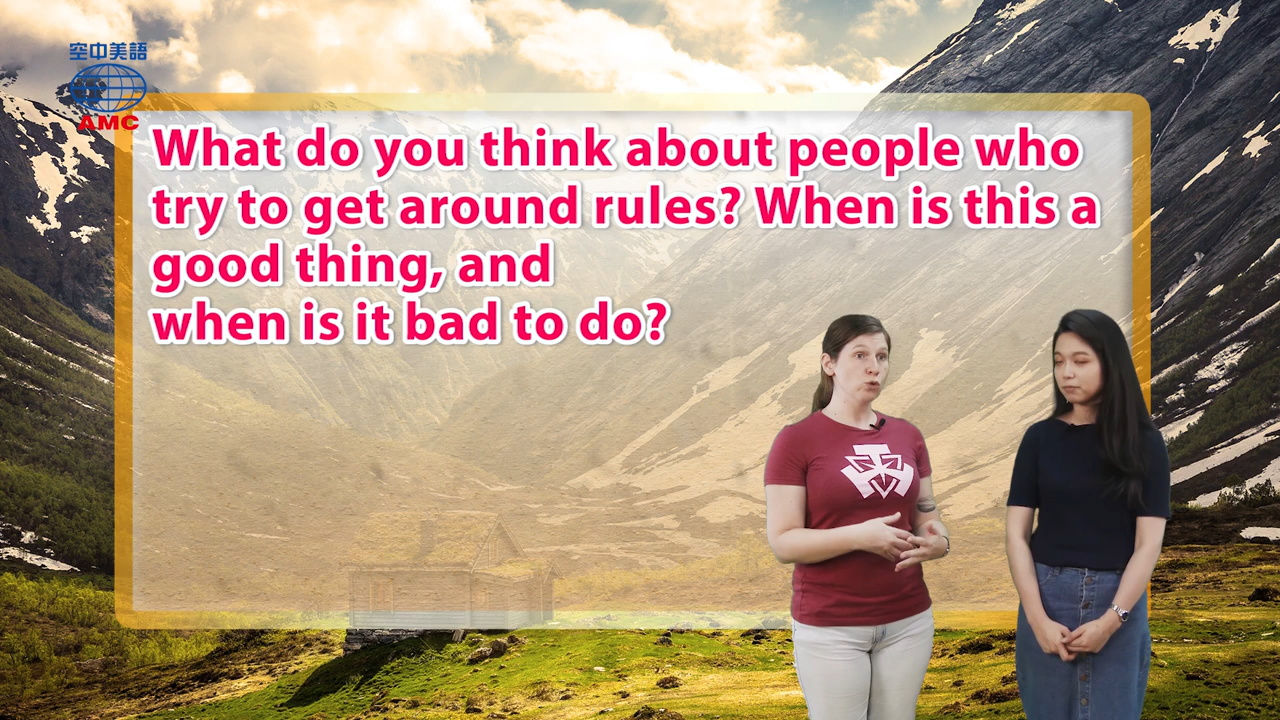 空中美語
AMC
What do you think about people who
try to get around rules? When is this a
good thing, and
when is it bad to do?